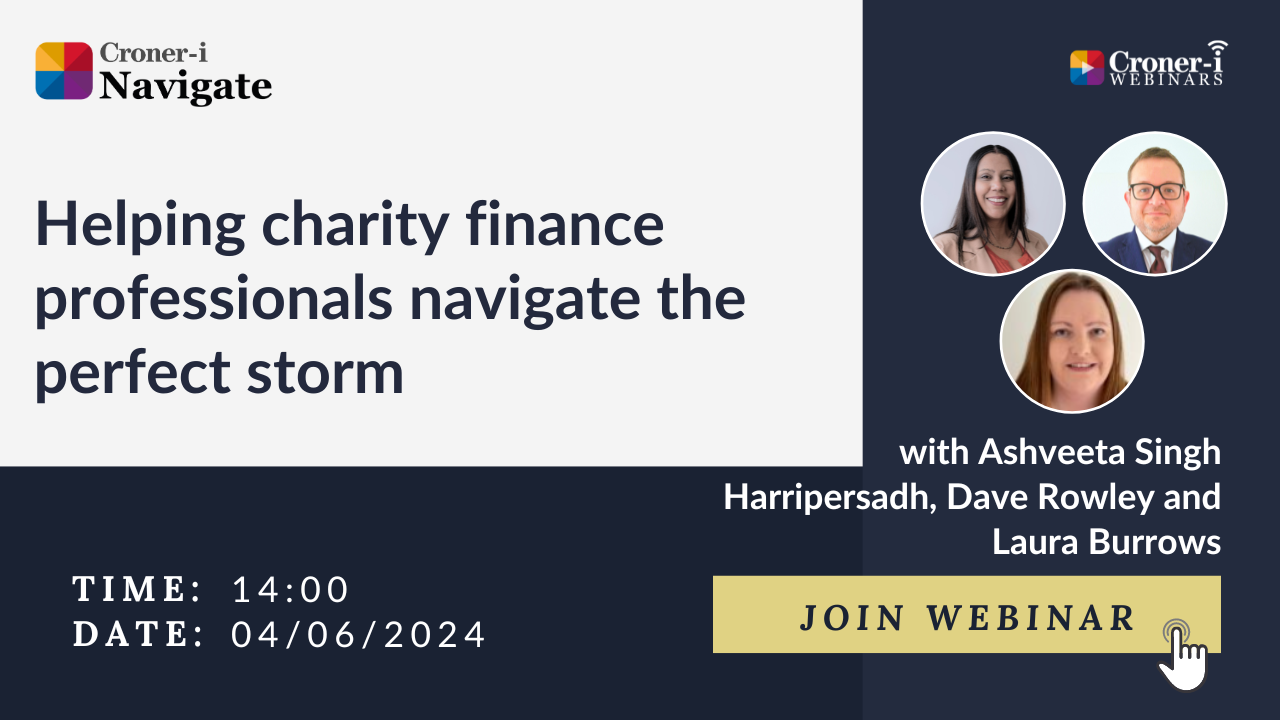 Croner-i
Navigate
Croner-i
WEBINARS
Helping charity finance
professionals navigate the
perfect storm
with Ashveeta Singh
Harripersadh, Dave Rowley and
Laura Burrows
TIME: 14:00
DATE: 04/06/2024
JOIN WEBINAR